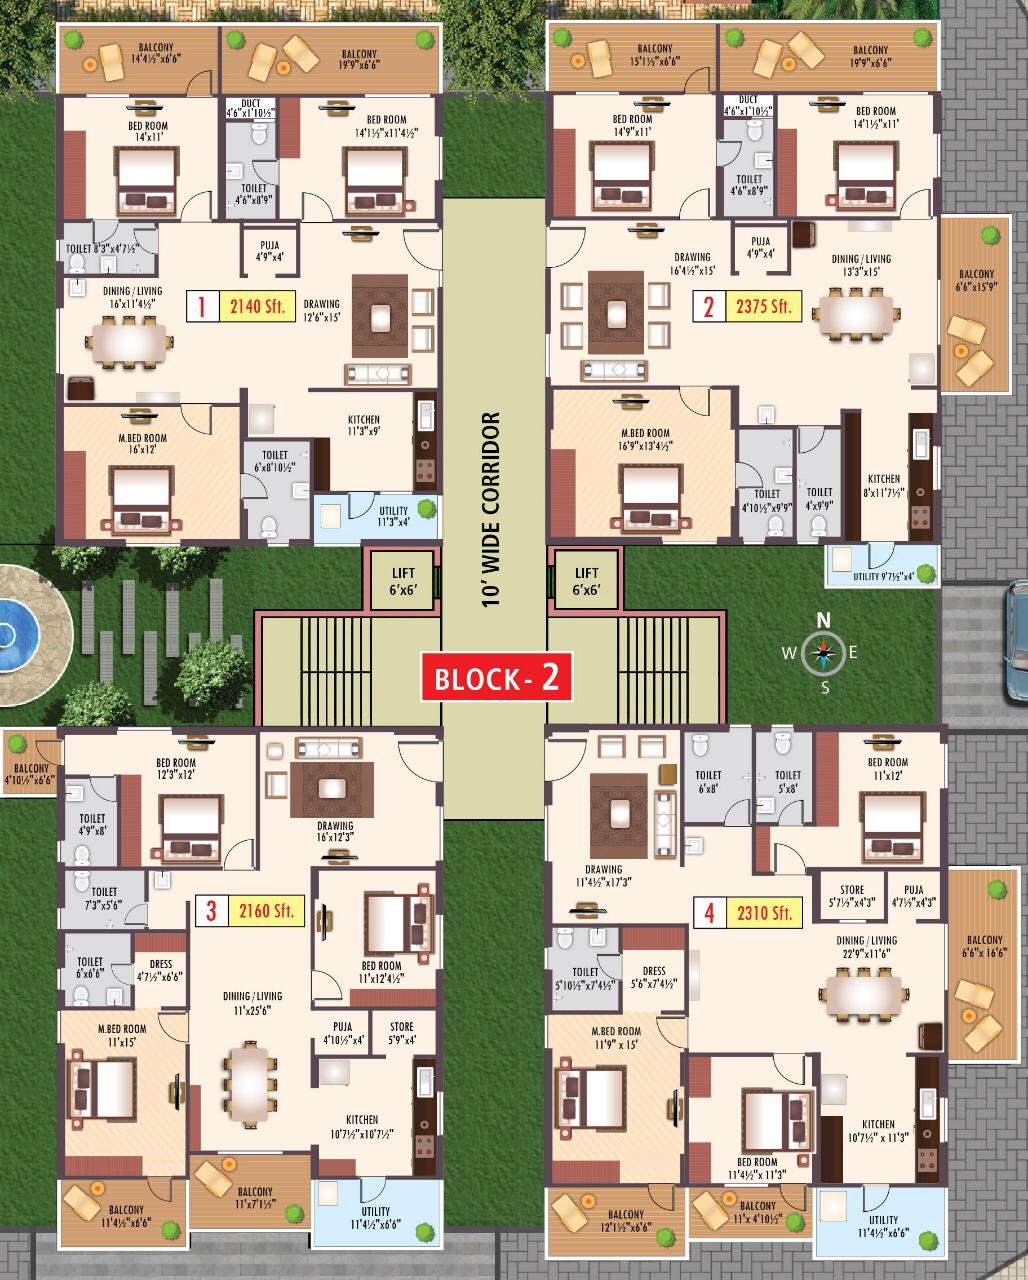 BALCONY
14'4½"x6'6"
BALCONY
19'9"x6'6"
BED ROOM
14'x11'
DUCT
4'6"x1'10½"
BED ROOM
14'1½"x11'4½"
TOILET
4'6"x8'9"
TOILET 8'3"x4'7½"
PUJA
4'9"x4'
DINING / LIVING
16'x11'4½"
1 2140 Sft.
DRAWING
12'6"x15'
M.BED ROOM
16'x12'
TOILET
6'x8'10½"
KITCHEN
11'3"x9'
UTILITY
11'3"x4'
BALCONY
15'1½"x6'6"
BALCONY
19'9"x6'6"
BED ROOM
14'9"x11'
DUCT
4'6"x1'10½"
BED ROOM
14'1½"x11'
TOILET
4'6"x8'9"
DRAWING
16'4½"x15'
PUJA
4'9"x4'
DINING / LIVING
13'3"x15'
BALCONY
6'6"x15'9"
2 2375 Sft.
M.BED ROOM
16'9"x13'4½"
TOILET
4'10½"x9'9"
TOILET
4'x9'9"
KITCHEN
8'x11'7½"
UTILITY 9'7½"x4'
10' WIDE CORRIDOR
LIFT
6'x6'
LIFT
6'x6'
BLOCK- 2
N
W E
S
BALCONY
4'10½"x6'6"
BED ROOM
12'3"x12'
TOILET
4'9"x8'
DRAWING
16'x12'3"
TOILET
7'3"x5'6"
3 2160 Sft.
TOILET
6'x6'6"
DRESS
4'7½"x6'6"
BED ROOM
11'x12'4½"
DINING / LIVING
11'x25'6"
M.BED ROOM
11'x15'
PUJA
4'10½"x4'
STORE
5'9"x4'
KITCHEN
10'7½"x10'7½"
BALCONY
11'4½"x6'6"
BALCONY
11'x7'1½"
UTILITY
11'4½"x6'6"
TOILET
6'x8'
TOILET
5'x8'
BED ROOM
11'x12'
DRAWING
11'4½"x17'3"
STORE
5'7½"x4'3"
PUJA
4'7½"x4'3"
4 2310 Sft.
DINING / LIVING
22'9"x11'6"
BALCONY
6'6" x 16'6"
TOILET
5'10½"x7'4½"
DRESS
5'6"x7'4½"
M.BED ROOM
11'9" x 15'
BED ROOM
11'4½" x 11'3"
KITCHEN
10'7½" x 11'3"
BALCONY
12'1½"x6'6"
BALCONY
11'x 4'10½"
UTILITY
11'4½"x6'6"